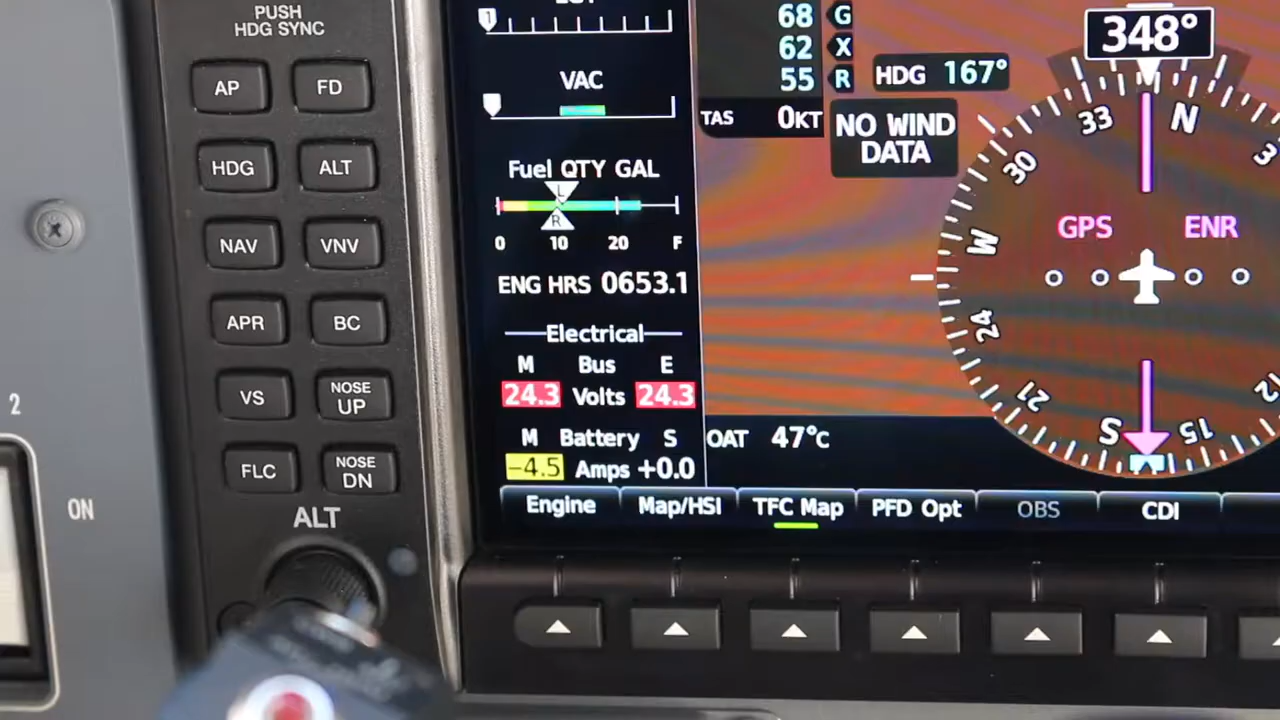 PUSH
HDG SYNC
AP
FD
HDG
ALT
NAV
VNV
APR
BC
VS
NOSE
UP
FLC
NOSE
DN
ALT
2
ON
1
VAC
Fuel QTY GAL
L
R
0 10 20 F
ENG HRS 0653.1
Electrical
M Bus E
24.3 Volts 24.3
M Battery S
-4.5 Amps +0.0
68 G
62 X
55 R
TAS 0KT
HDG 167°
NO WIND
DATA
348°
33
N
30
W
24
21
S
15
12
3
GPS
ENR
OAT 47°C
Engine
Map/HSI
TFC Map
PFD Opt
OBS
CDI